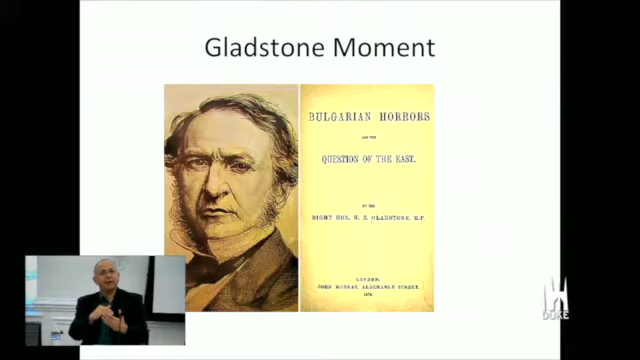 Gladstone Moment
BULGARIAN HORRORS
AND THE
QUESTION OF THE EAST.
BY THE
RIGHT HON. W. E. GLADSTONE, M.P.
LONDON:
JOHN MURRAY, ALBEMARLE STREET.
1876.
DUKE